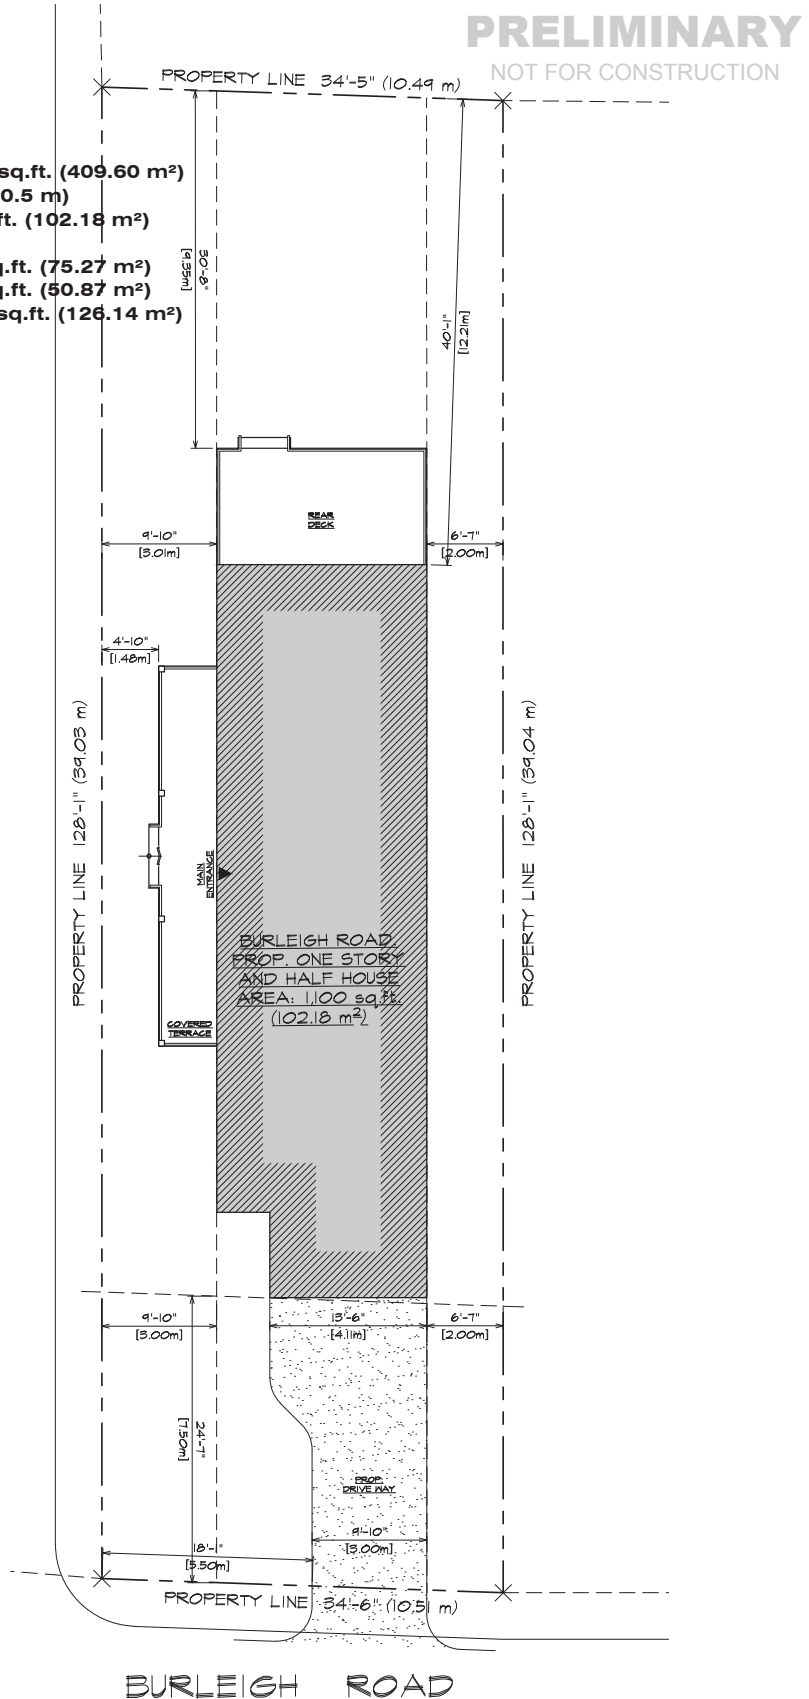 PRELIMINARY
NOT FOR CONSTRUCTION
PROPERTY LINE 34'-5" (10.49 m)
sq.ft. (409.60 m²)
0.5 m)
ft. (102.18 m²)
q.ft. (75.27 m²)
q.ft. (50.87 m²)
sq.ft. (126.14 m²)
30'-8"
[9.35m]
40'-1"
[12.21m]
REAR
DECK
9'-10"
[3.01m]
6'-7"
[2.00m]
4'-10"
[1.48m]
PROPERTY LINE 128'-1" (39.03 m)
PROPERTY LINE 128'-1" (39.04 m)
MAIN
ENTRANCE
BURLEIGH ROAD
PROP. ONE STORY
AND HALF HOUSE
AREA: 1,100 sq.ft.
(102.18 m²)
COVERED
TERRACE
9'-10"
[3.00m]
13'-6"
[4.11m]
6'-7"
[2.00m]
24'-7"
[7.50m]
PROP.
DRIVE WAY
9'-10"
[3.00m]
18'-1"
[5.50m]
PROPERTY LINE 34'-6" (10.51 m)
BURLEIGH ROAD